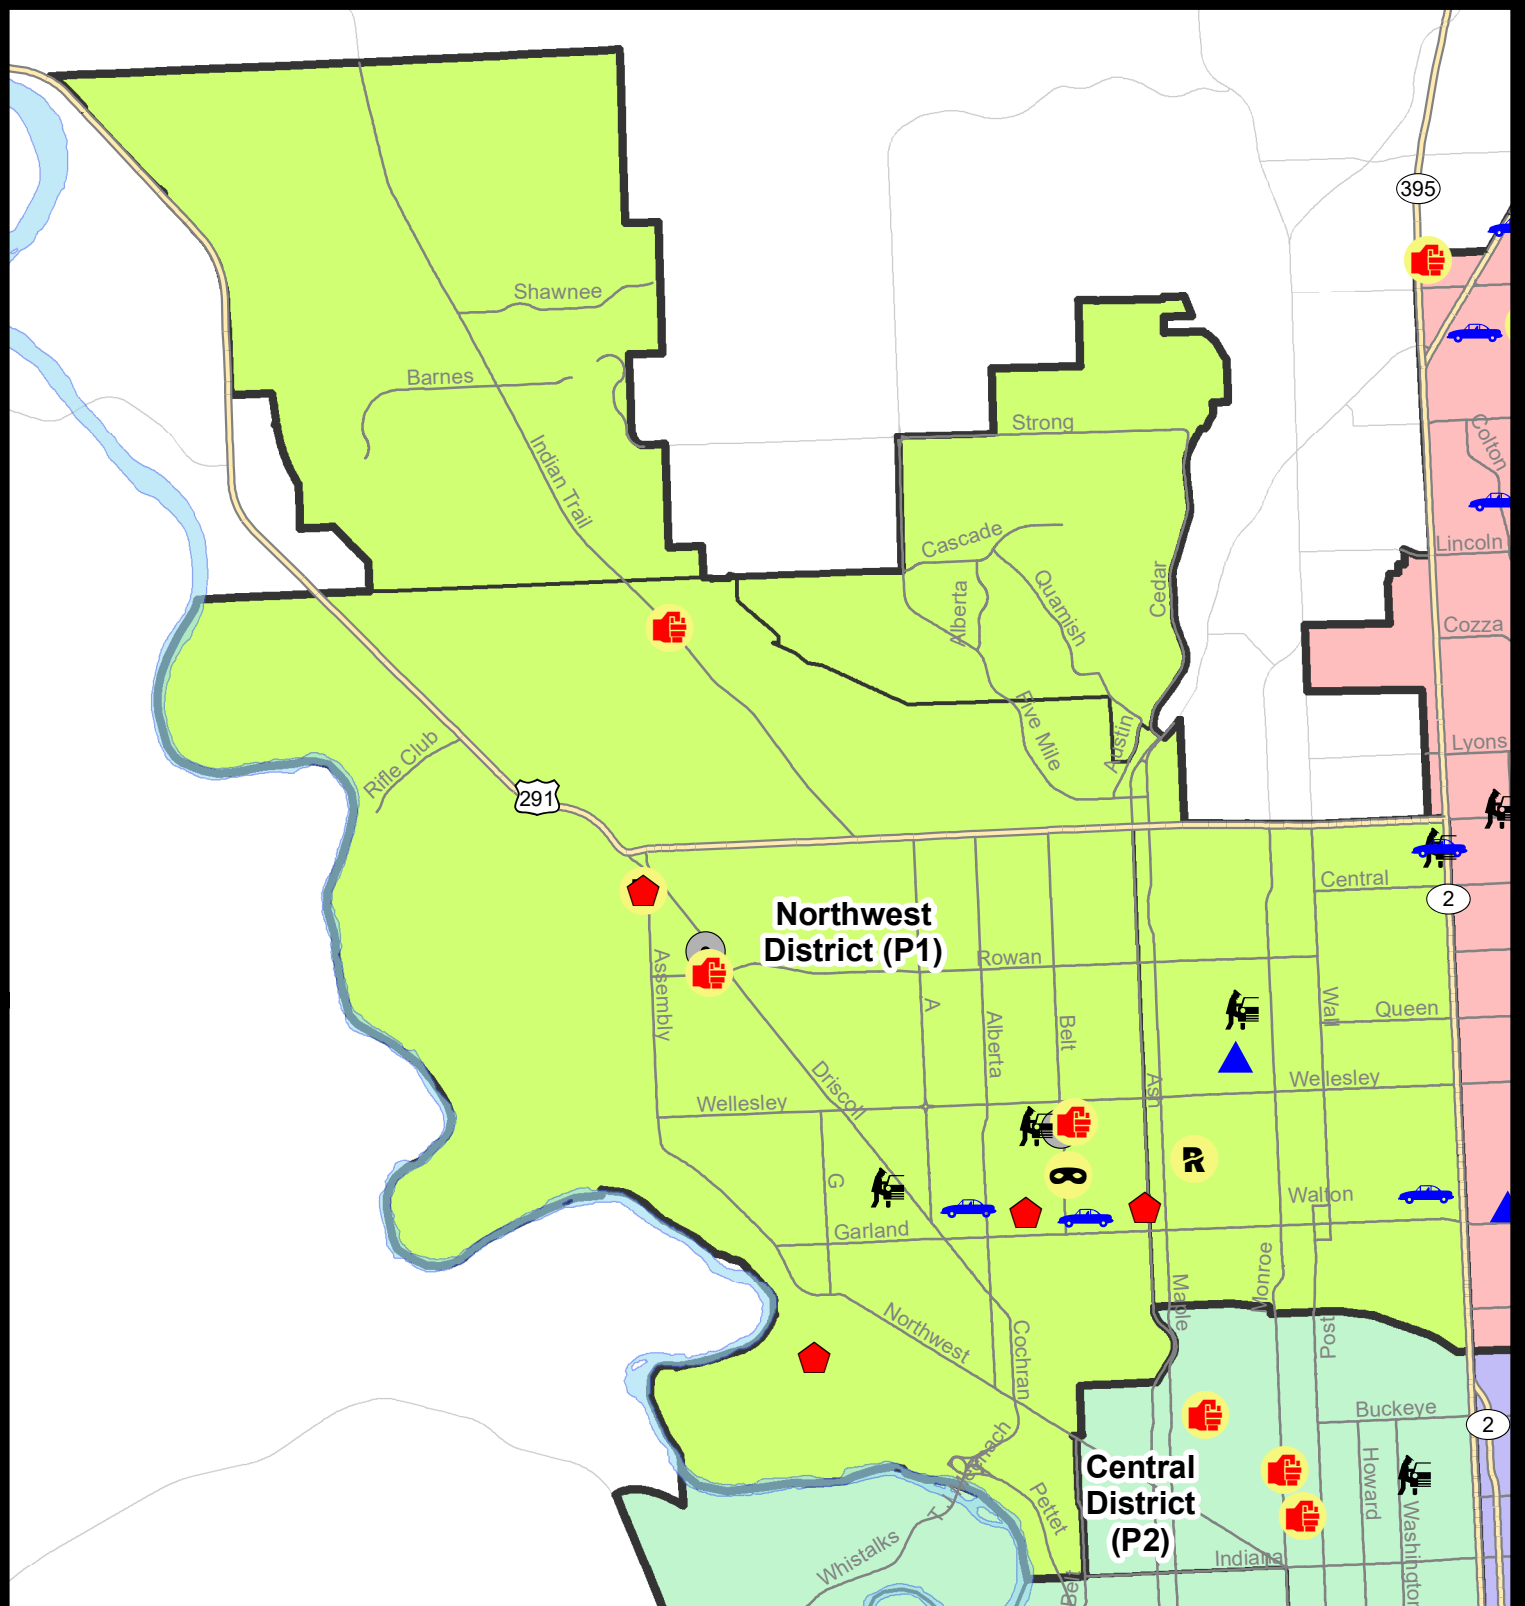 395
Shawnee
Barnes
Strong
Colton
Indian Trail
Cascade
Lincoln
Alberta
Quamish
Cedar
Cozza
Five Mile
Austin
Lyons
Rifle Club
291
Central
2
Northwest
District (P1)
Assembly
Rowan
A
Alberta
Belt
Wall
Queen
Driscoll
Ash
Wellesley
Wellesley
G
Walton
Garland
Monroe
Maple
Northwest
Cochran
Post
Buckeye
2
T J Meenach
Central
District
(P2)
Howard
Washington
Pettet
Whistalks
Indiana
Belt
R